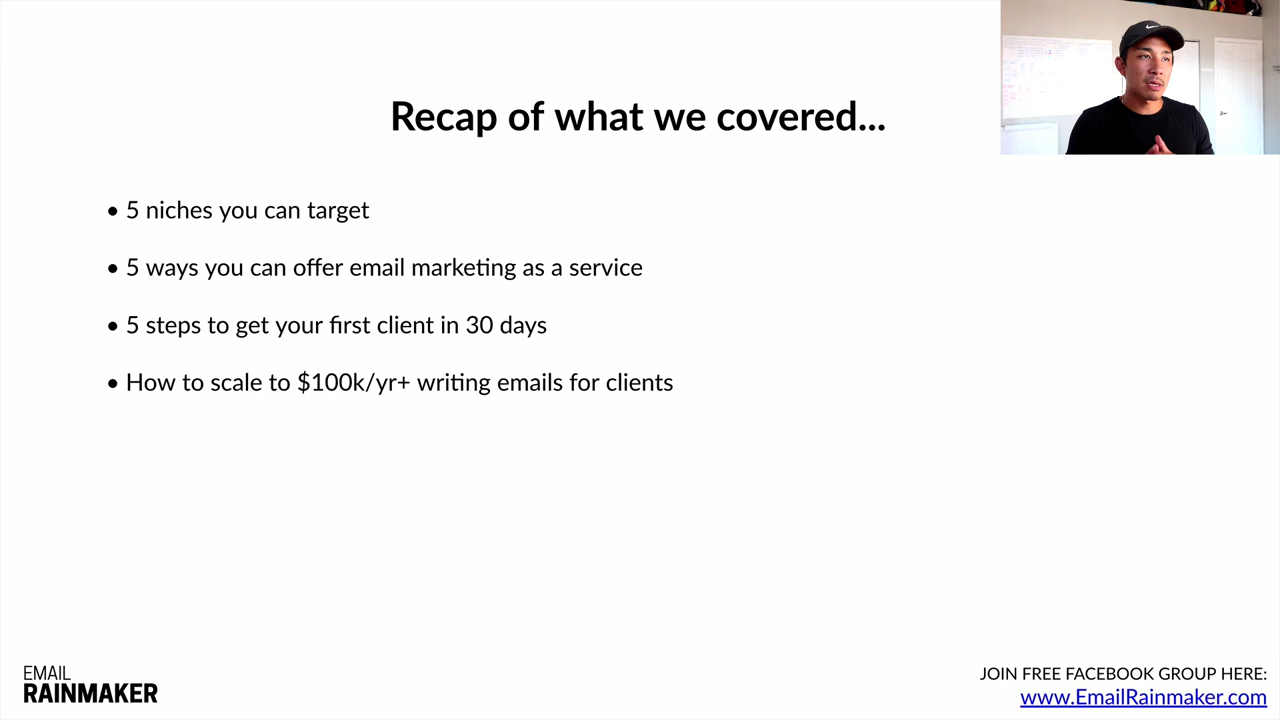 Recap of what we covered...
• 5 niches you can target
• 5 ways you can offer email marketing as a service
• 5 steps to get your first client in 30 days
• How to scale to $100k/yr+ writing emails for clients
EMAIL
RAINMAKER
JOIN FREE FACEBOOK GROUP HERE:
www.EmailRainmaker.com